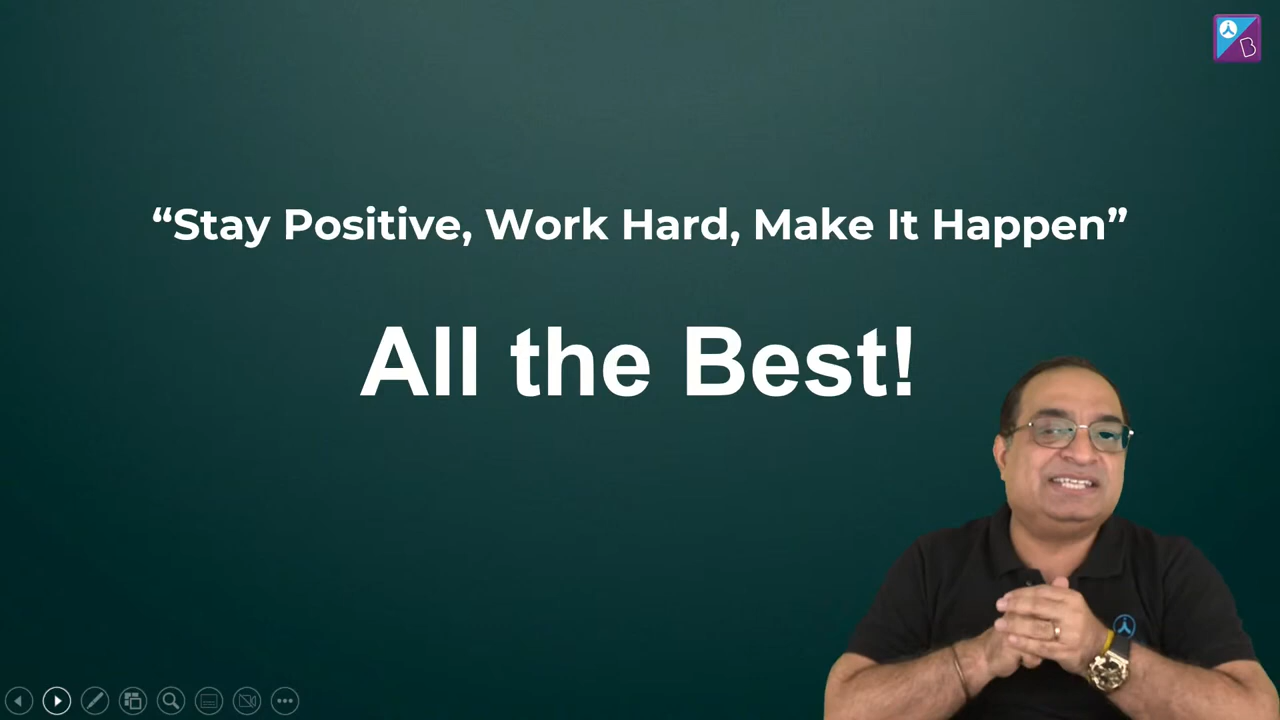 “Stay Positive, Work Hard, Make It Happen”
All the Best!